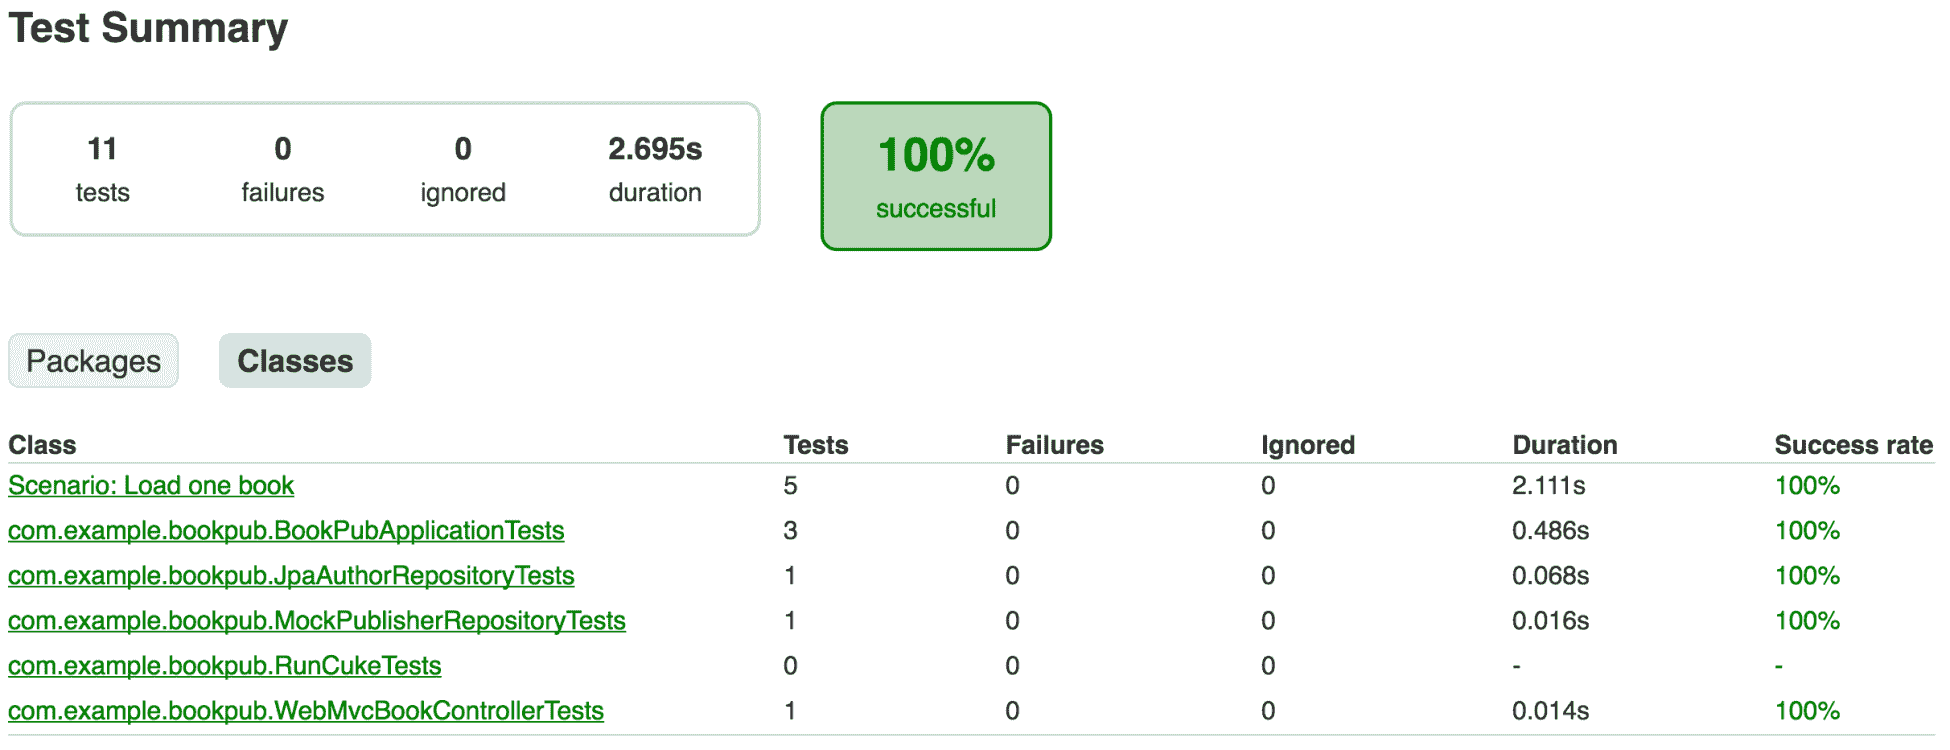 Test Summary
11 0 0 2.695s
tests failures ignored duration
100%
successful
Packages Classes
Class Tests Failures Ignored Duration Success rate
Scenario: Load one book 5 0 0 2.111s 100%
com.example.bookpub.BookPubApplicationTests 3 0 0 0.486s 100%
com.example.bookpub.JpaAuthorRepositoryTests 1 0 0 0.068s 100%
com.example.bookpub.MockPublisherRepositoryTests 1 0 0 0.016s 100%
com.example.bookpub.RunCukeTests 0 0 0 - -
com.example.bookpub.WebMvcBookControllerTests 1 0 0 0.014s 100%